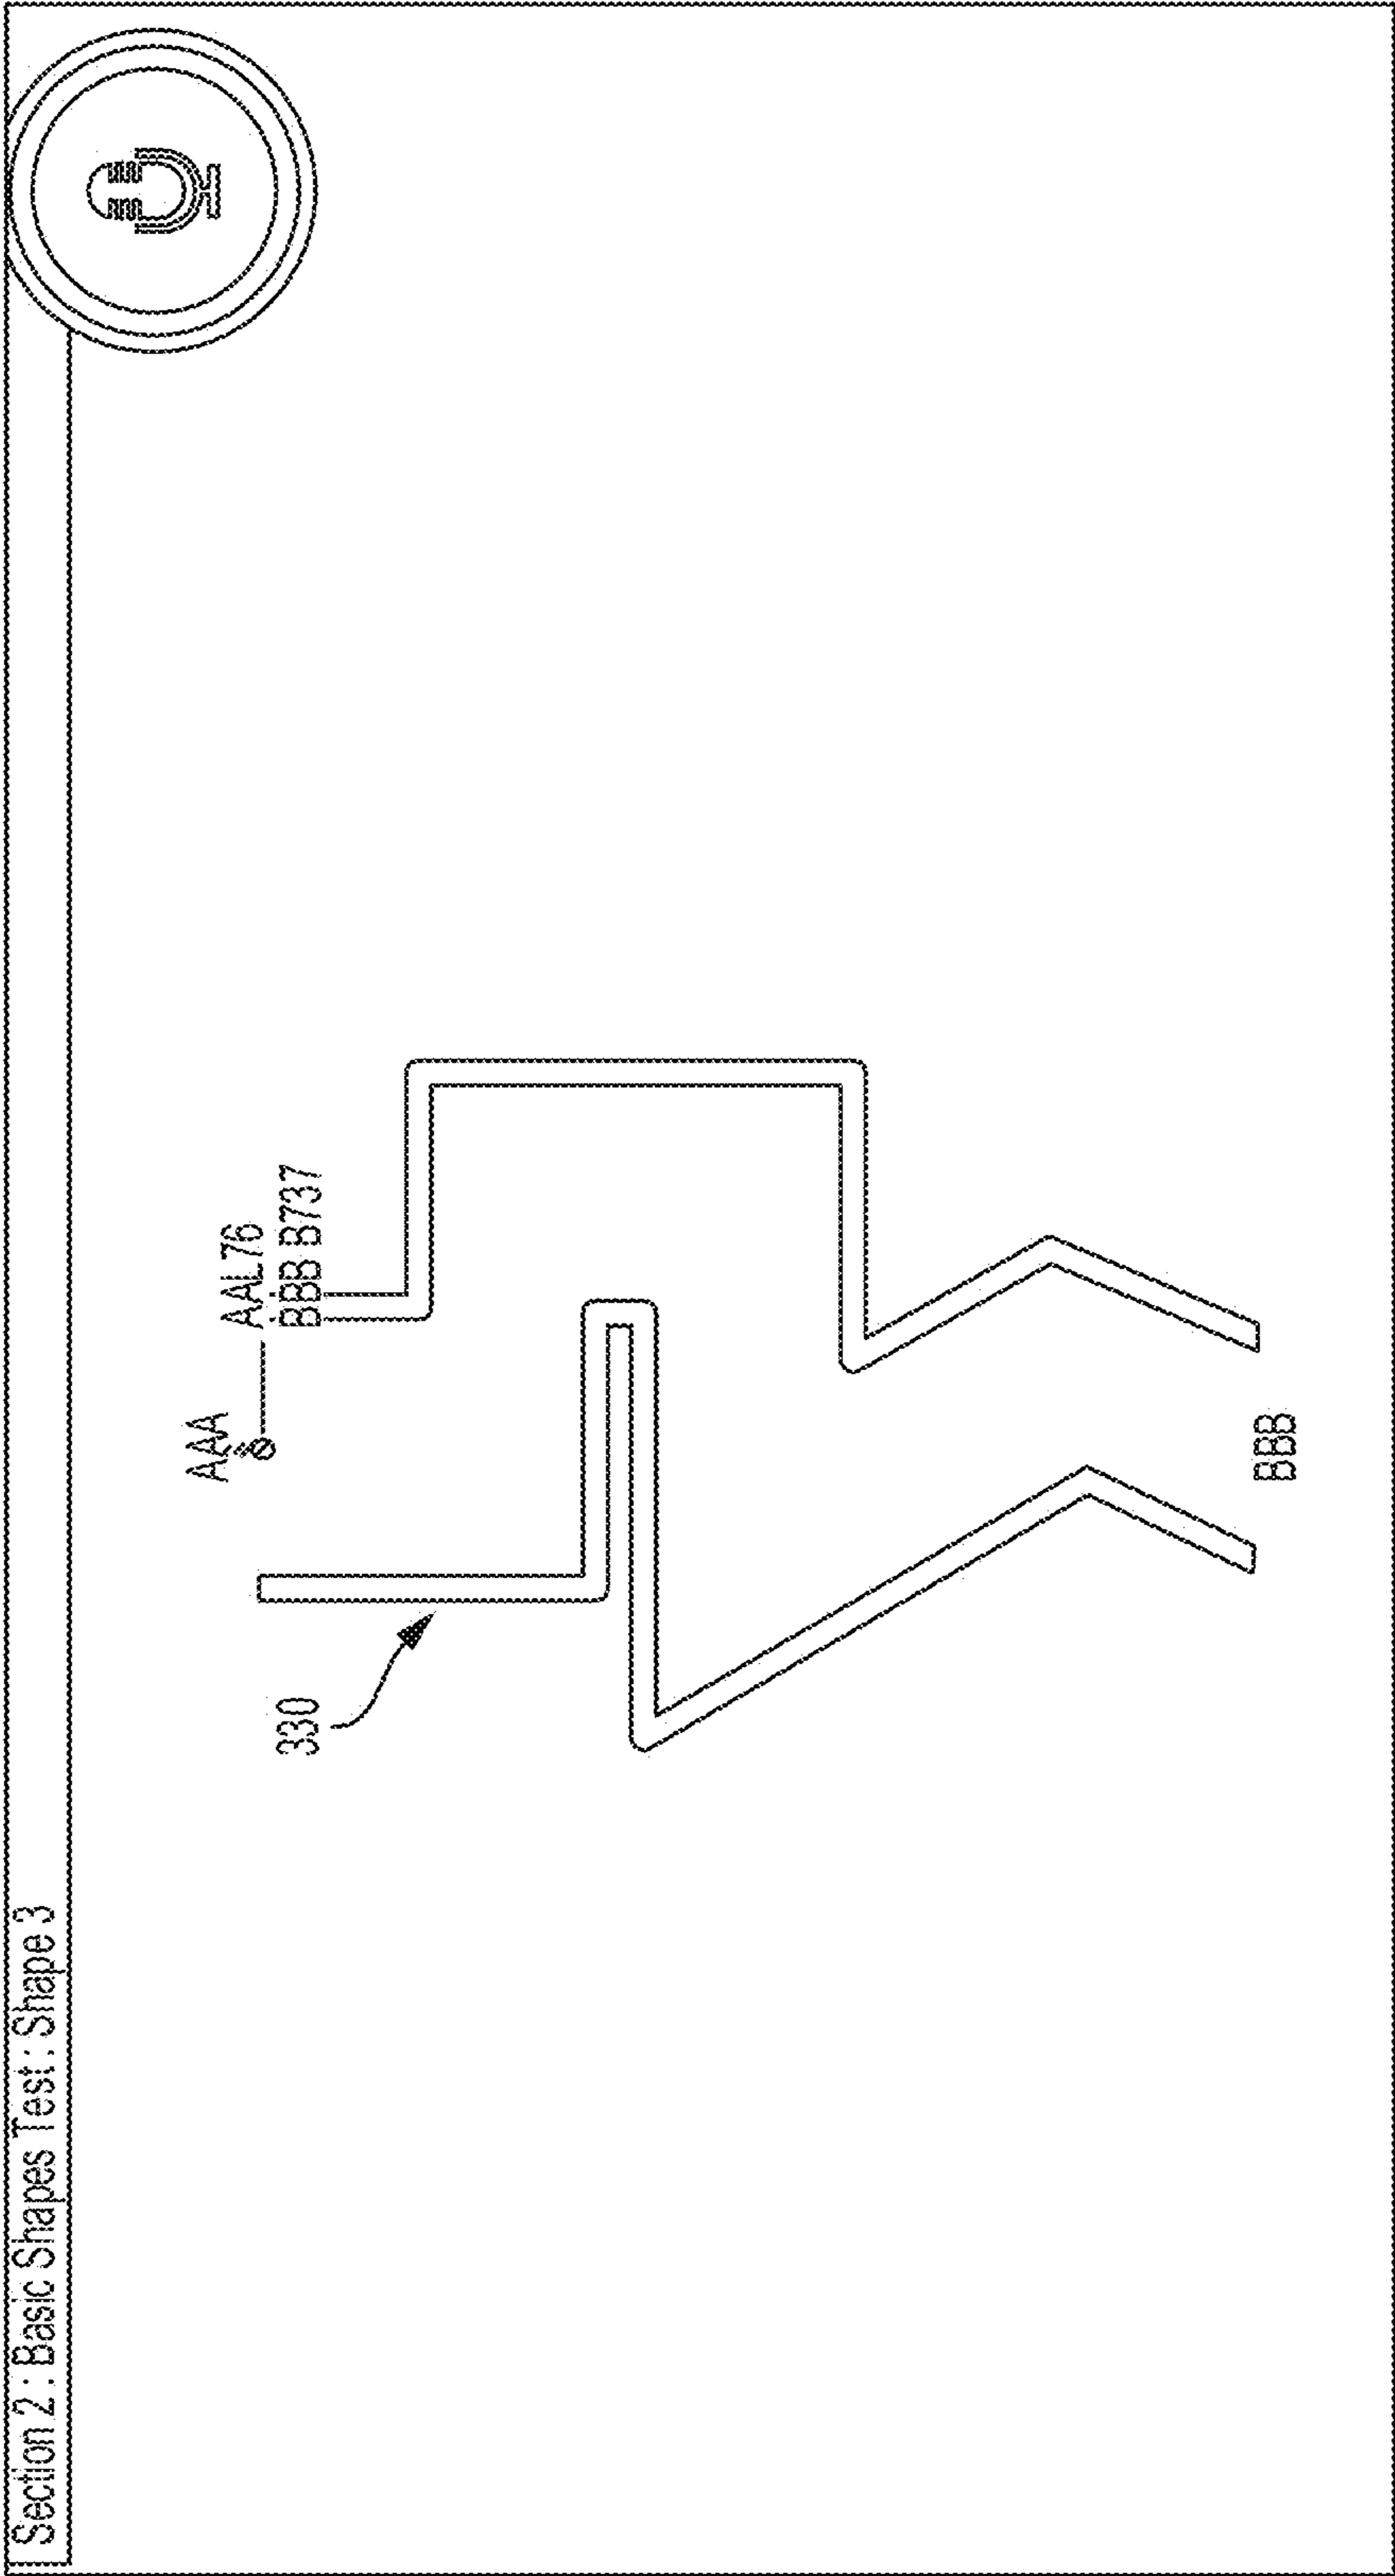 Section 2 : Basic Shapes Test : Shape 3
AAA
AAL76
BBB B737
330
BBB